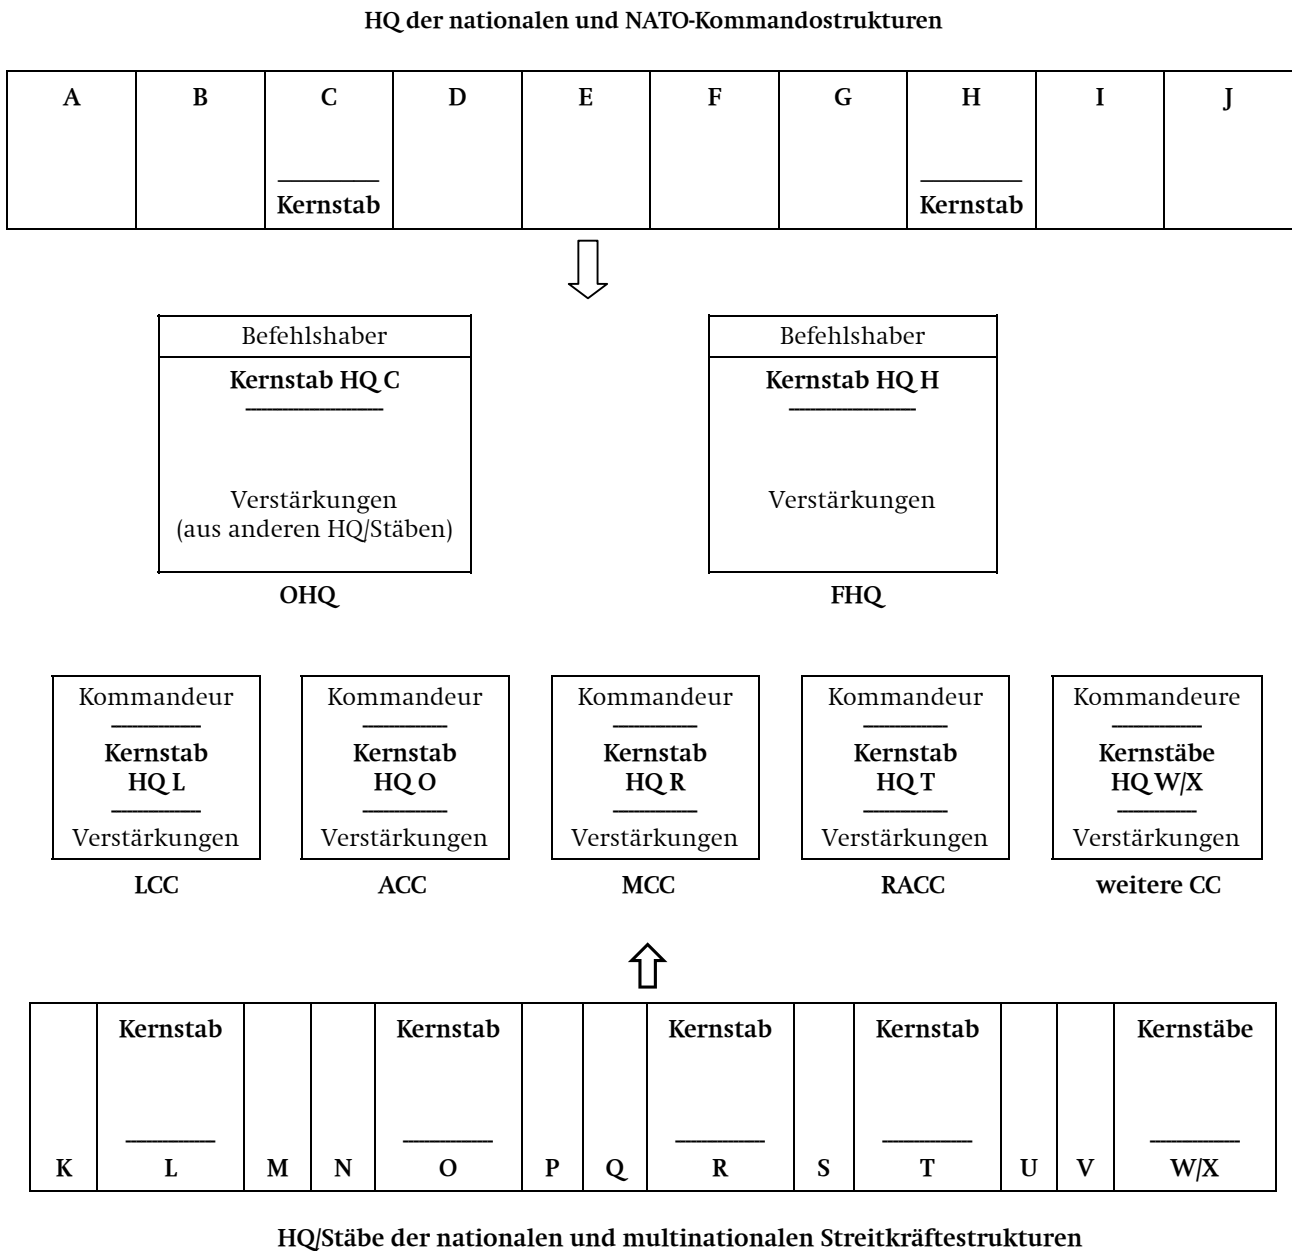 HQ der nationalen und NATO-Kommandostrukturen
A B C D E F G H I J
Kernstab Kernstab
Befehlshaber
Kernstab HQ C
Verstärkungen
(aus anderen HQ/Stäben)
OHQ
Befehlshaber
Kernstab HQ H
Verstärkungen
FHQ
Kommandeur
Kernstab
HQ L
Verstärkungen
LCC
Kommandeur
Kernstab
HQ O
Verstärkungen
ACC
Kommandeur
Kernstab
HQ R
Verstärkungen
MCC
Kommandeur
Kernstab
HQ T
Verstärkungen
RACC
Kommandeure
Kernstäbe
HQ W/X
Verstärkungen
weitere CC
Kernstab Kernstab Kernstab Kernstab Kernstäbe
K L M N O P Q R S T U V W/X
HQ/Stäbe der nationalen und multinationalen Streitkräftestrukturen